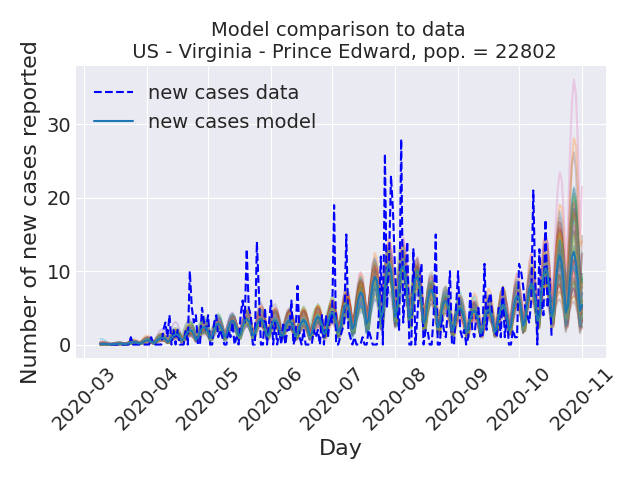 Model comparison to data
US - Virginia - Prince Edward, pop. = 22802
Number of new cases reported
30
20
10
0
new cases data
new cases model
2020-03
2020-04
2020-05
2020-06
2020-07
2020-08
2020-09
2020-10
2020-11
Day